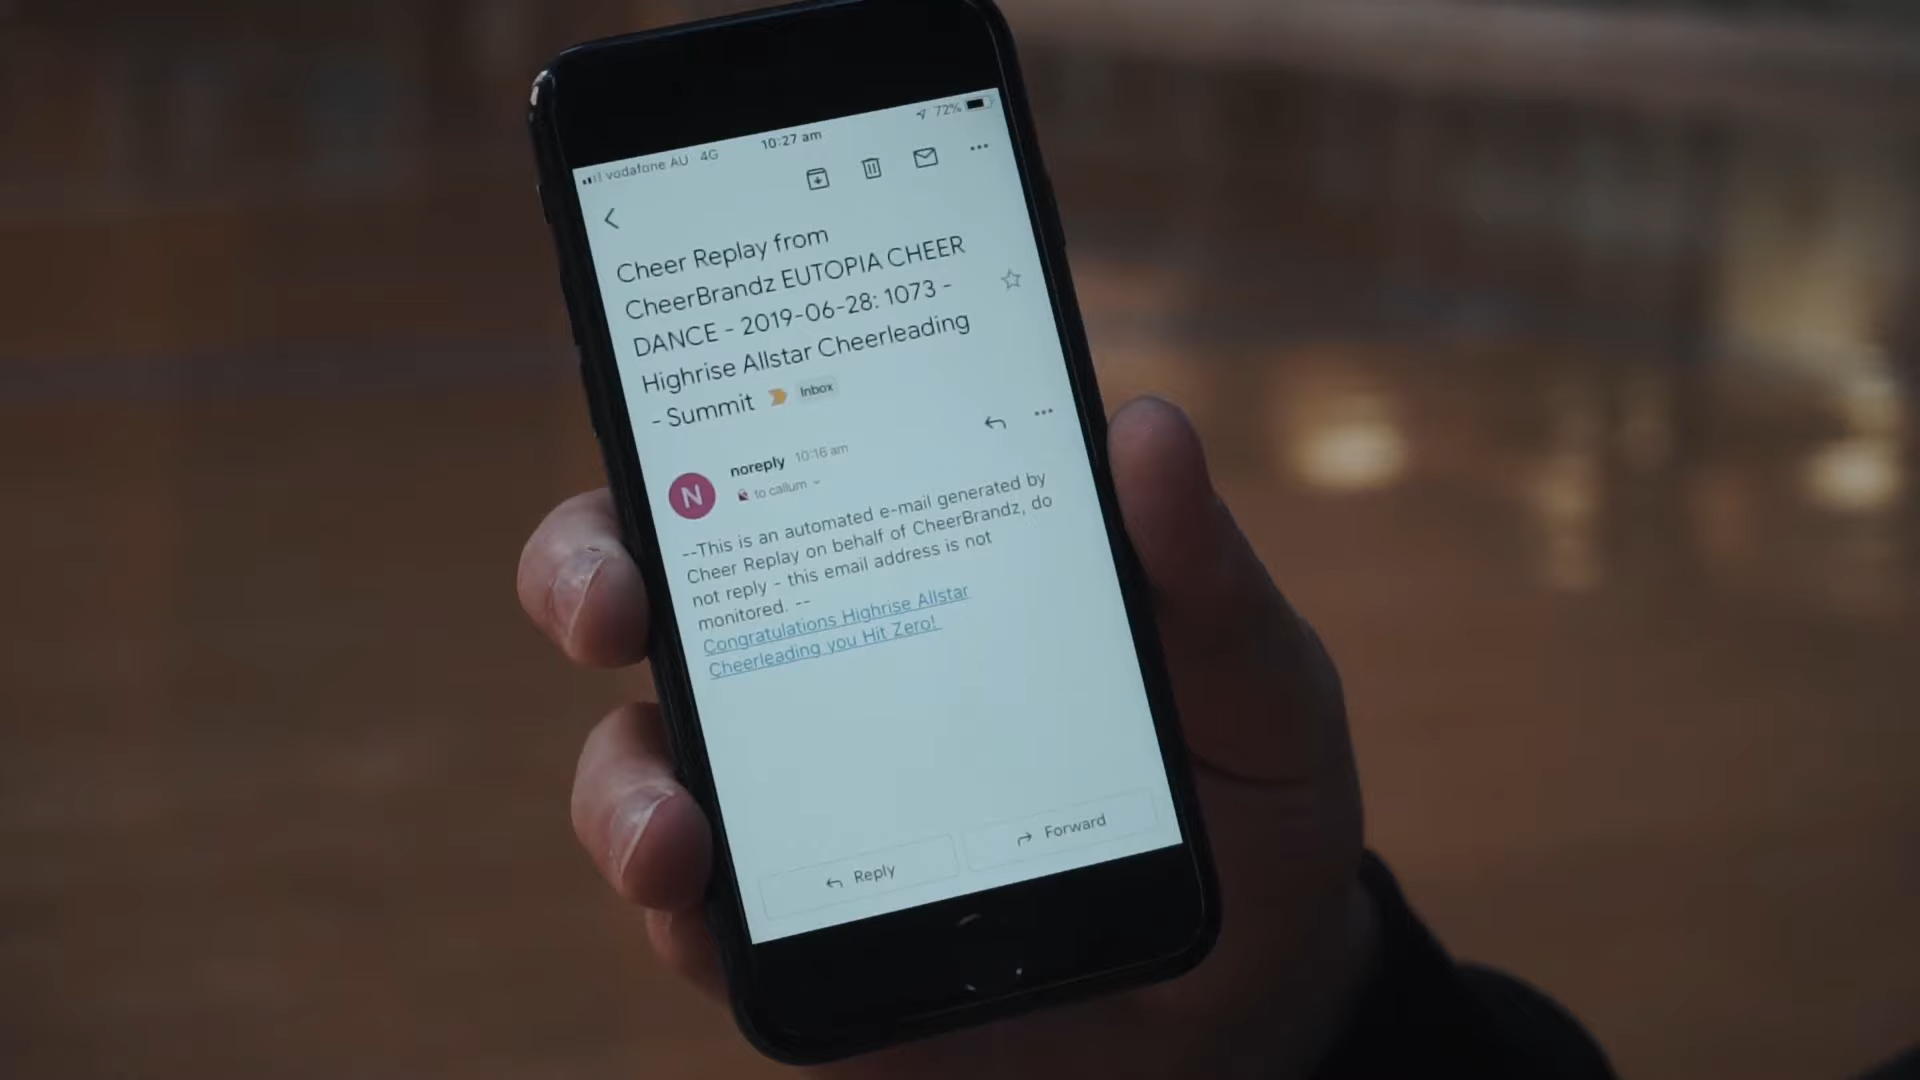 vodafone AU 4G
10:27 am
72%
Cheer Replay from
CheerBrandz EUTOPIA CHEER
DANCE - 2019-06-28: 1073 -
Highrise Allstar Cheerleading
- Summit Inbox
N
noreply 10:16 am
to callum
--This is an automated e-mail generated by
Cheer Replay on behalf of CheerBrandz, do
not reply - this email address is not
monitored. --
Congratulations Highrise Allstar
Cheerleading you Hit Zero!
Reply
Forward